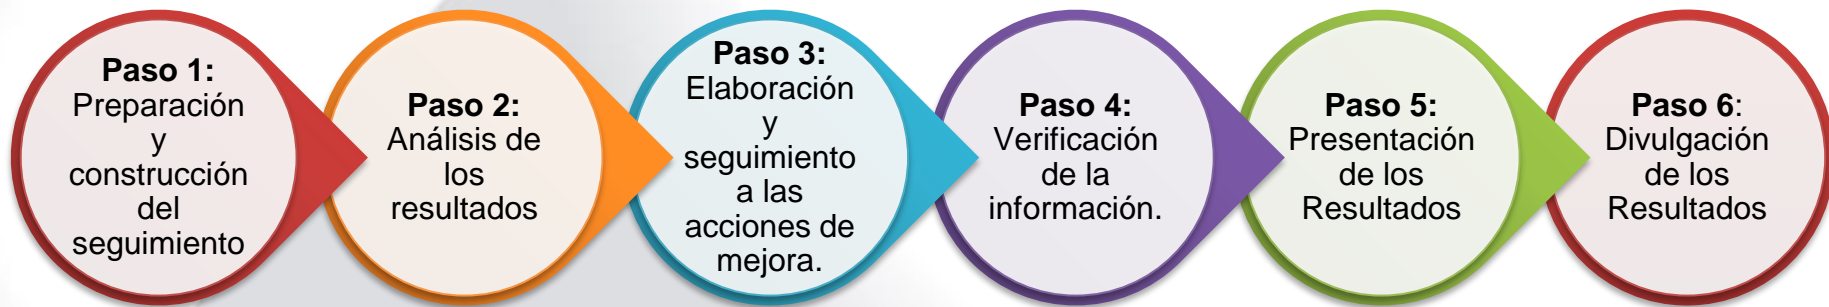 Paso 1:
Preparación
y
construcción
del
seguimiento
Paso 2:
Análisis de
los
resultados
Paso 3:
Elaboración
y
seguimiento
a las
acciones de
mejora.
Paso 4:
Verificación
de la
información.
Paso 5:
Presentación
de los
Resultados
Paso 6:
Divulgación
de los
Resultados